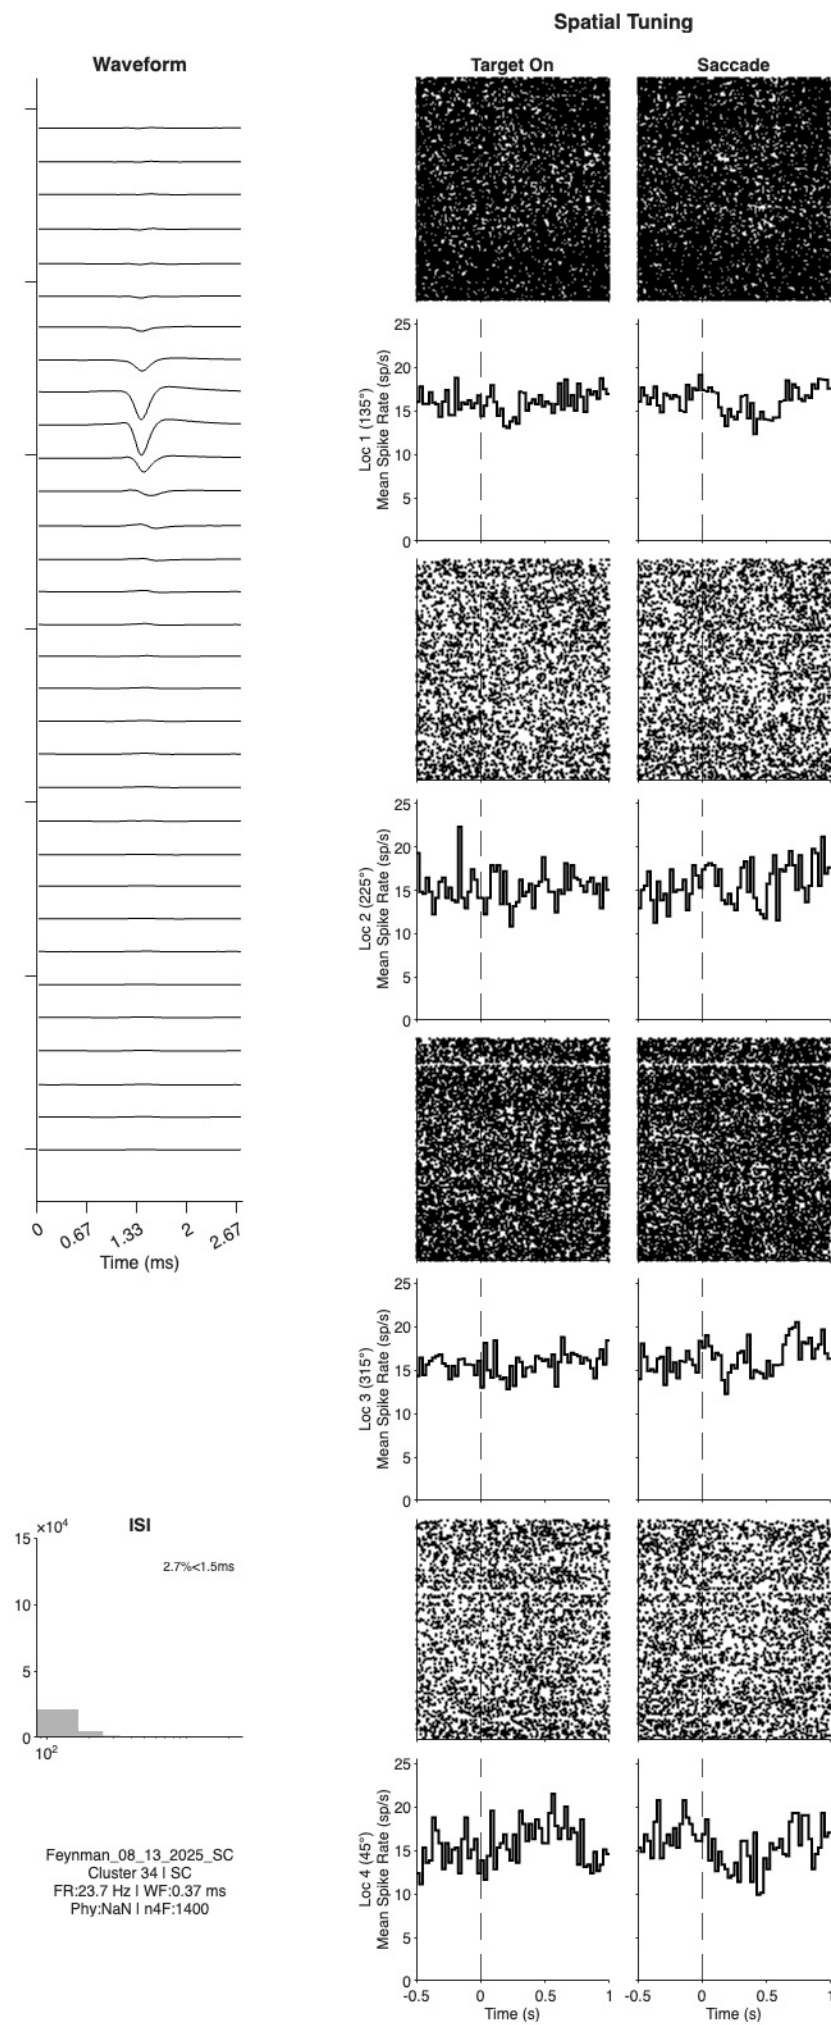 Spatial Tuning
Waveform
Target On
Saccade
25
20
15
10
5
0
Loc 1 (135°)
Mean Spike Rate (sp/s)
25
20
15
10
5
0
Loc 2 (225°)
Mean Spike Rate (sp/s)
0
0.67
1.33
2
2.67
Time (ms)
25
20
15
10
5
0
Loc 3 (315°)
Mean Spike Rate (sp/s)
×10⁴
ISI
15
10
5
0
2.7%<1.5ms
10²
25
20
15
10
5
0
Loc 4 (45°)
Mean Spike Rate (sp/s)
Feynman_08_13_2025_SC
Cluster 34 | SC
FR:23.7 Hz | WF:0.37 ms
Phy:NaN | n4F:1400
-0.5 0 0.5 1
-0.5 0 0.5 1
Time (s)
Time (s)